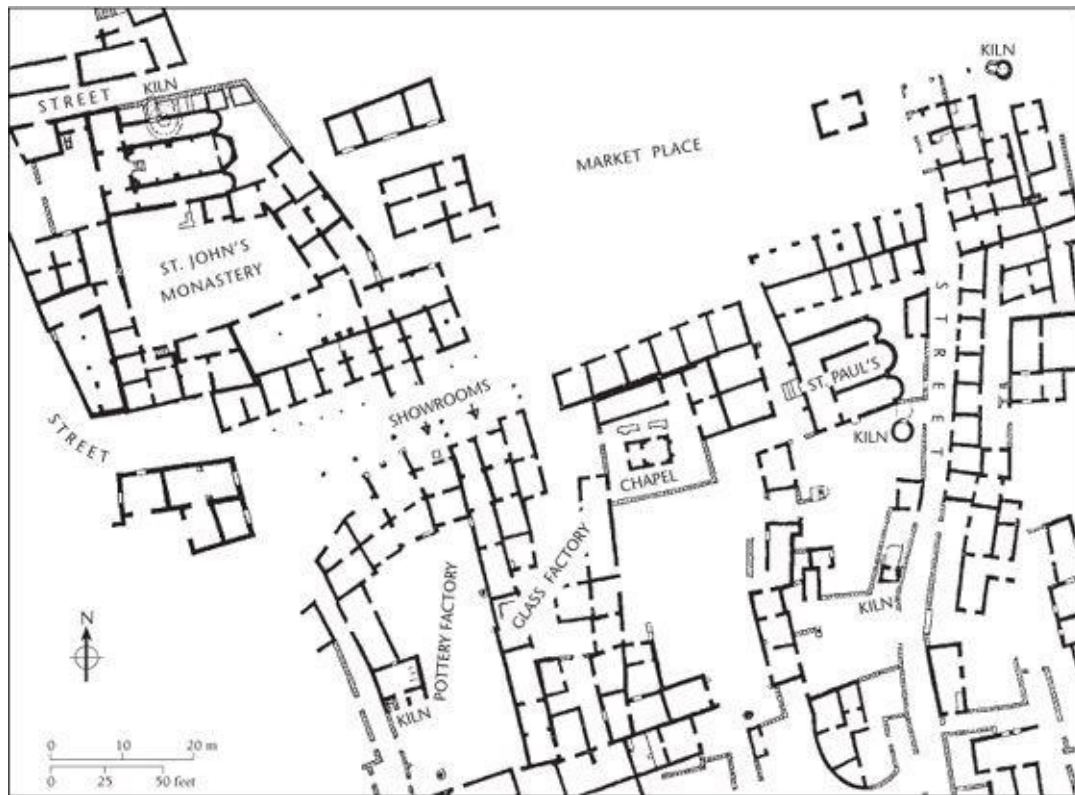 KILN
STREET
KILN
MARKET PLACE
ST. JOHN'S
MONASTERY
STREET
SHOWROOMS
ST. PAUL'S
KILN
STREET
CHAPEL
GLASS FACTORY
POTTERY FACTORY
KILN
KILN
N
0 10 20 m
0 25 50 feet